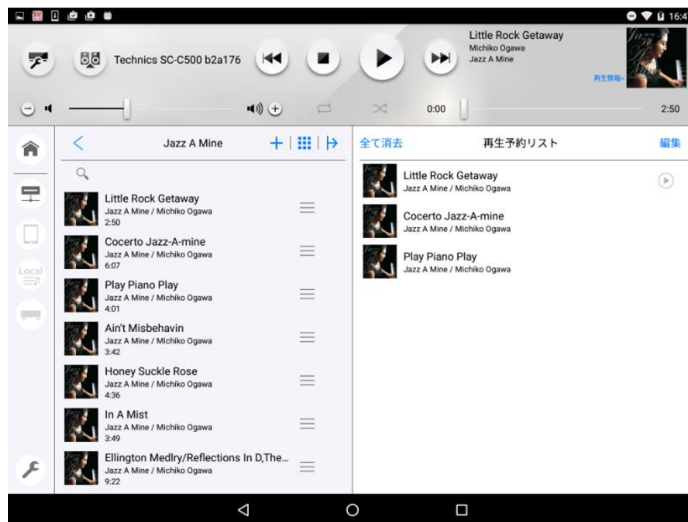 16:4
Technics SC-C500 b2a176
Little Rock Getaway
Michiko Ogawa
Jazz A Mine
再生情報
0:00
2:50
Jazz A Mine
Little Rock Getaway
Jazz A Mine / Michiko Ogawa
2:50
Cocerto Jazz-A-mine
Jazz A Mine / Michiko Ogawa
6:07
Play Piano Play
Jazz A Mine / Michiko Ogawa
4:01
Ain't Misbehavin
Jazz A Mine / Michiko Ogawa
3:42
Honey Suckle Rose
Jazz A Mine / Michiko Ogawa
4:36
In A Mist
Jazz A Mine / Michiko Ogawa
3:49
Ellington Medlry/Reflections In D,The...
Jazz A Mine / Michiko Ogawa
9:22
Local
全て消去
再生予約リスト
編集
Little Rock Getaway
Jazz A Mine / Michiko Ogawa
Cocerto Jazz-A-mine
Jazz A Mine / Michiko Ogawa
Play Piano Play
Jazz A Mine / Michiko Ogawa